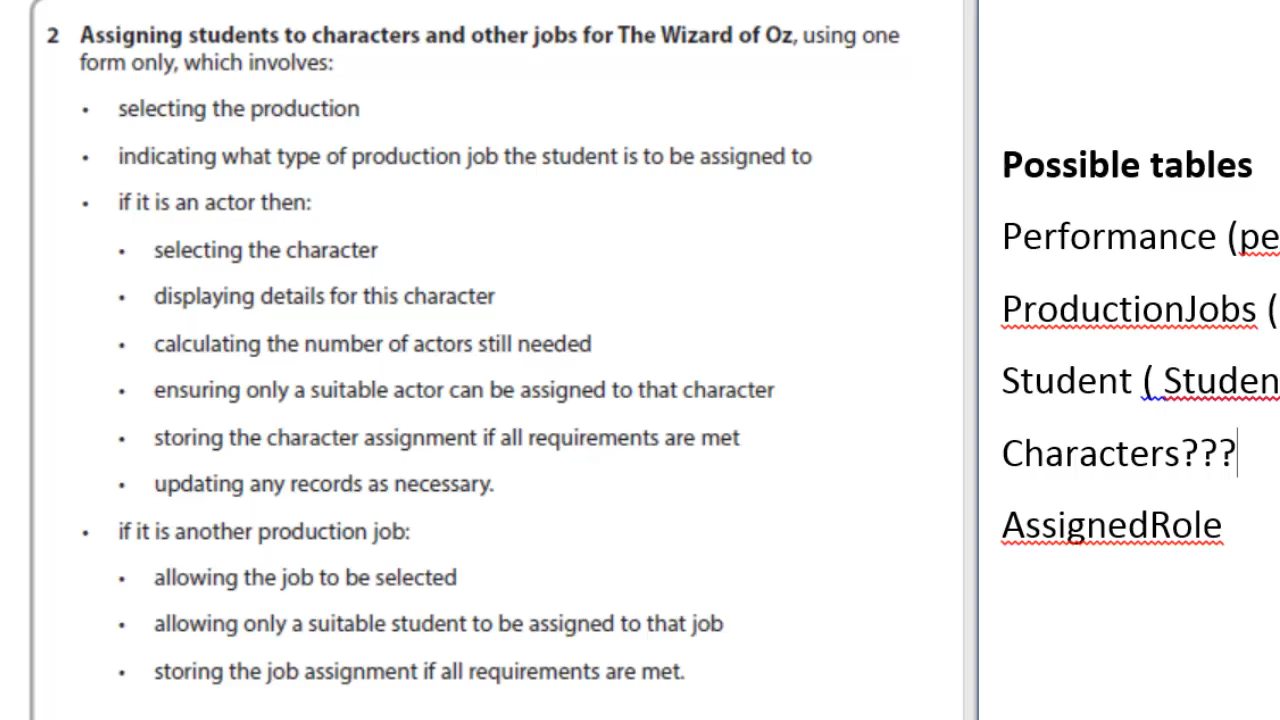 2 Assigning students to characters and other jobs for The Wizard of Oz, using one
form only, which involves:
• selecting the production
• indicating what type of production job the student is to be assigned to
• if it is an actor then:
• selecting the character
• displaying details for this character
• calculating the number of actors still needed
• ensuring only a suitable actor can be assigned to that character
• storing the character assignment if all requirements are met
• updating any records as necessary.
• if it is another production job:
• allowing the job to be selected
• allowing only a suitable student to be assigned to that job
• storing the job assignment if all requirements are met.
Possible tables
Performance (pe
ProductionJobs (
Student ( Studen
Characters???
AssignedRole